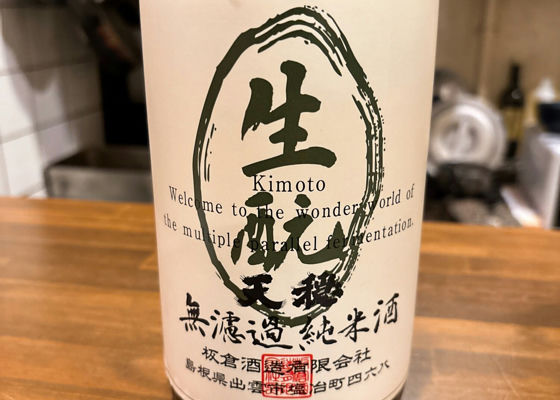 生酛
Kimoto
Welcome to the wonder world of
the multiple parallel fermentation.
天穏
無濾過純米酒
板倉酒造有限会社
島根県出雲市塩冶町四六八